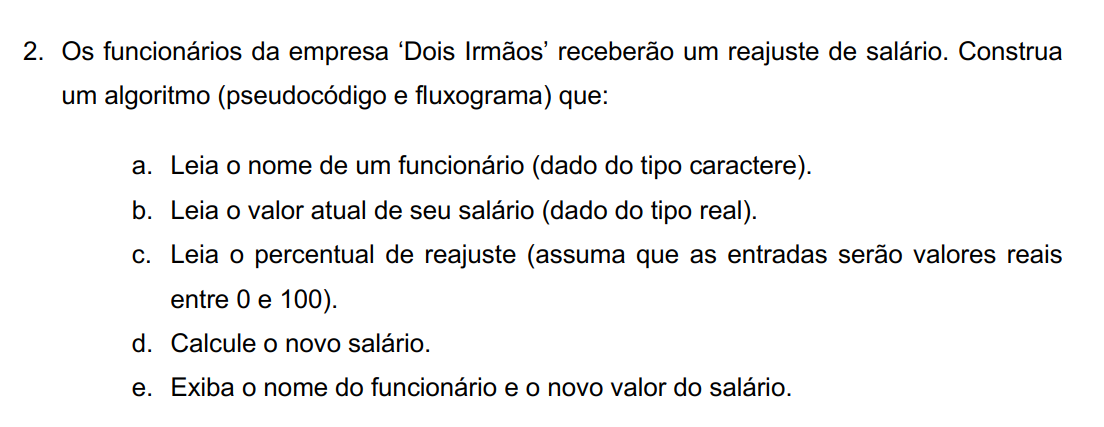 2. Os funcionários da empresa ‘Dois Irmãos’ receberão um reajuste de salário. Construa
um algoritmo (pseudocódigo e fluxograma) que:
a. Leia o nome de um funcionário (dado do tipo caractere).
b. Leia o valor atual de seu salário (dado do tipo real).
c. Leia o percentual de reajuste (assuma que as entradas serão valores reais
entre 0 e 100).
d. Calcule o novo salário.
e. Exiba o nome do funcionário e o novo valor do salário.